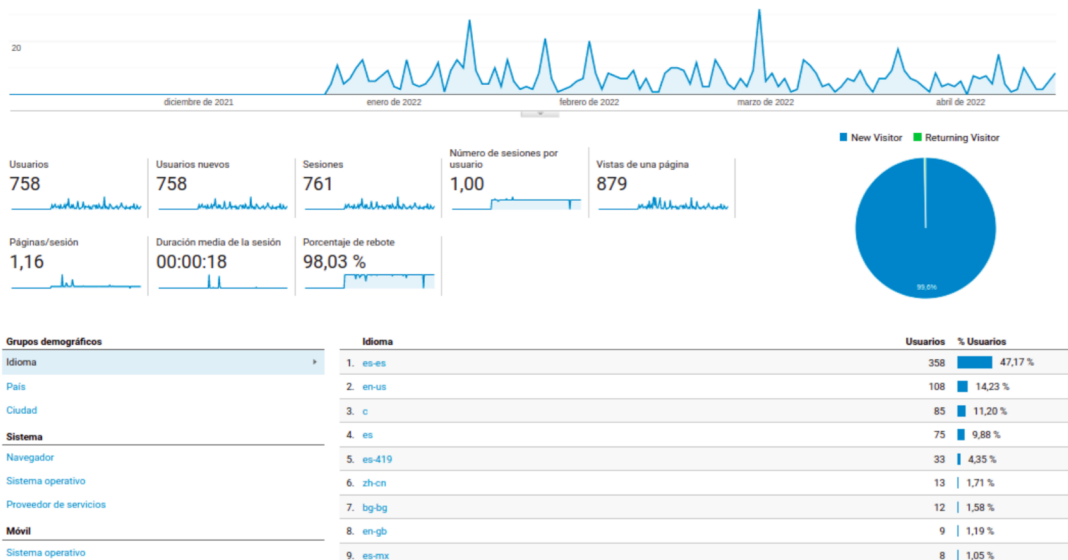 20
diciembre de 2021 enero de 2022 febrero de 2022 marzo de 2022 abril de 2022
New Visitor Returning Visitor
Usuarios
758
Usuarios nuevos
758
Sesiones
761
Número de sesiones por
usuario
1,00
Vistas de una página
879
Páginas/sesión
1,16
Duración media de la sesión
00:00:18
Porcentaje de rebote
98,03 %
99,6%
Grupos demográficos
Idioma
País
Ciudad
Sistema
Navegador
Sistema operativo
Proveedor de servicios
Móvil
Sistema operativo
Idioma Usuarios % Usuarios
1. es-es 358 47,17 %
2. en-us 108 14,23 %
3. c 85 11,20 %
4. es 75 9,88 %
5. es-419 33 4,35 %
6. zh-cn 13 1,71 %
7. bg-bg 12 1,58 %
8. en-gb 9 1,19 %
9. es-mx 8 1,05 %